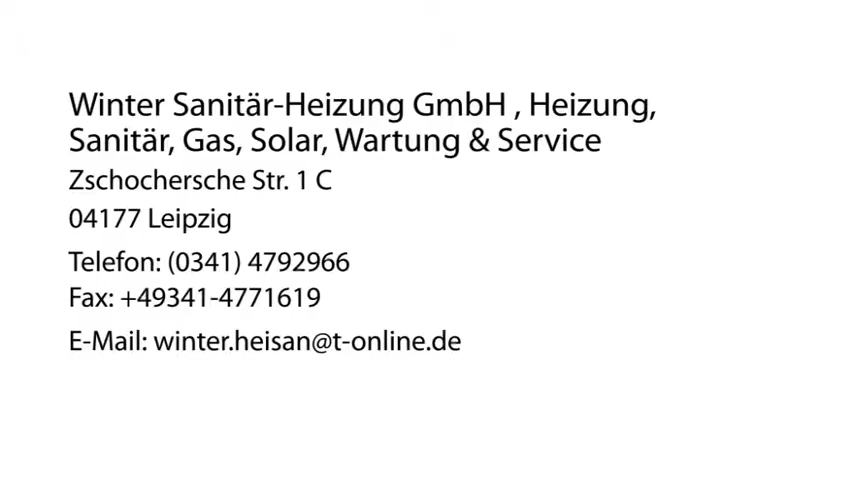 Winter Sanitär-Heizung GmbH , Heizung,
Sanitär, Gas, Solar, Wartung & Service
Zschochersche Str. 1 C
04177 Leipzig
Telefon: (0341) 4792966
Fax: +49341-4771619
E-Mail: winter.heisan@t-online.de